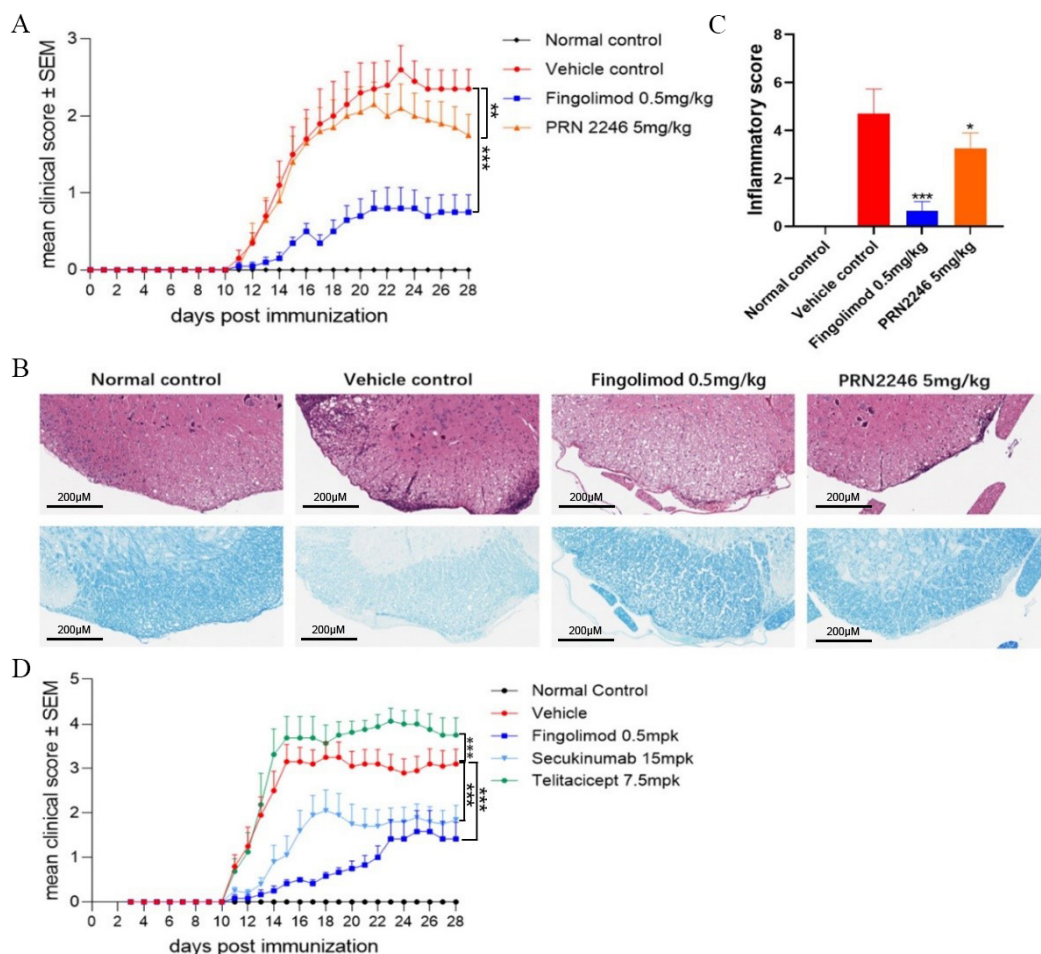 A
mean clinical score ± SEM
3
2
1
0
0 2 4 6 8 10 12 14 16 18 20 22 24 26 28
days post immunization
Normal control
Vehicle control
Fingolimod 0.5mg/kg
PRN 2246 5mg/kg
**
***
C
Inflammatory score
8
6
4
2
0
***
*
Normal control
Vehicle control
Fingolimod 0.5mg/kg
PRN2246 5mg/kg
B
Normal control
Vehicle control
Fingolimod 0.5mg/kg
PRN2246 5mg/kg
200μM
200μM
200μM
200μM
200μM
200μM
200μM
200μM
D
mean clinical score ± SEM
5
4
3
2
1
0
0 2 4 6 8 10 12 14 16 18 20 22 24 26 28
days post immunization
Normal Control
Vehicle
Fingolimod 0.5mpk
Secukinumab 15mpk
Telitacicept 7.5mpk
***
***
***